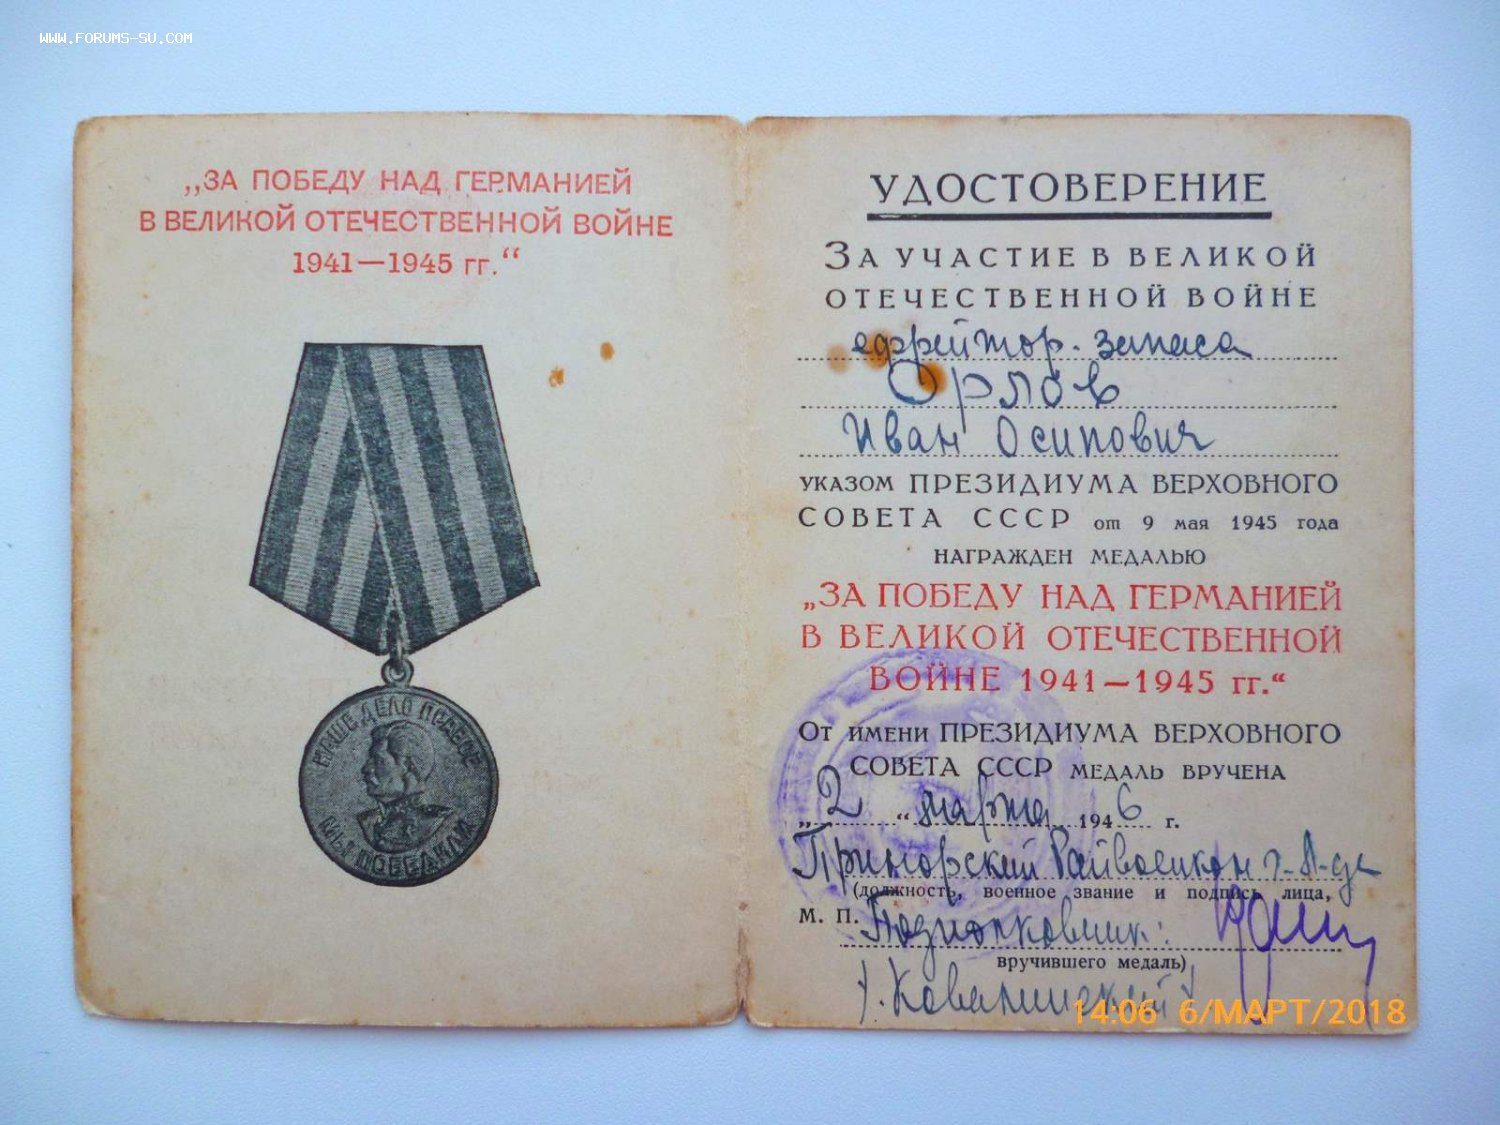 WWW.FORUMS-SU.COM
„ЗА ПОБЕДУ НАД ГЕРМАНИЕЙ
В ВЕЛИКОЙ ОТЕЧЕСТВЕННОЙ ВОЙНЕ
1941—1945 гг.“
НАШЕ ДЕЛО ПРАВОЕ
МЫ ПОБЕДИЛИ
УДОСТОВЕРЕНИЕ
ЗА УЧАСТИЕ В ВЕЛИКОЙ
ОТЕЧЕСТВЕННОЙ ВОЙНЕ
ефрейтор. запаса
Орлов
Иван Осипович
УКАЗОМ ПРЕЗИДИУМА ВЕРХОВНОГО
СОВЕТА СССР от 9 мая 1945 года
НАГРАЖДЕН МЕДАЛЬЮ
„ЗА ПОБЕДУ НАД ГЕРМАНИЕЙ
В ВЕЛИКОЙ ОТЕЧЕСТВЕННОЙ
ВОЙНЕ 1941—1945 гг.“
ОТ ИМЕНИ ПРЕЗИДИУМА ВЕРХОВНОГО
СОВЕТА СССР МЕДАЛЬ ВРУЧЕНА
„2“ марта 1946 г.
Приморский Райвоенком г. Л-да
(должность, военное звание и подпись лица,
М. П. Подполковник:
вручившего медаль)
14:06 6/МАРТ/2018